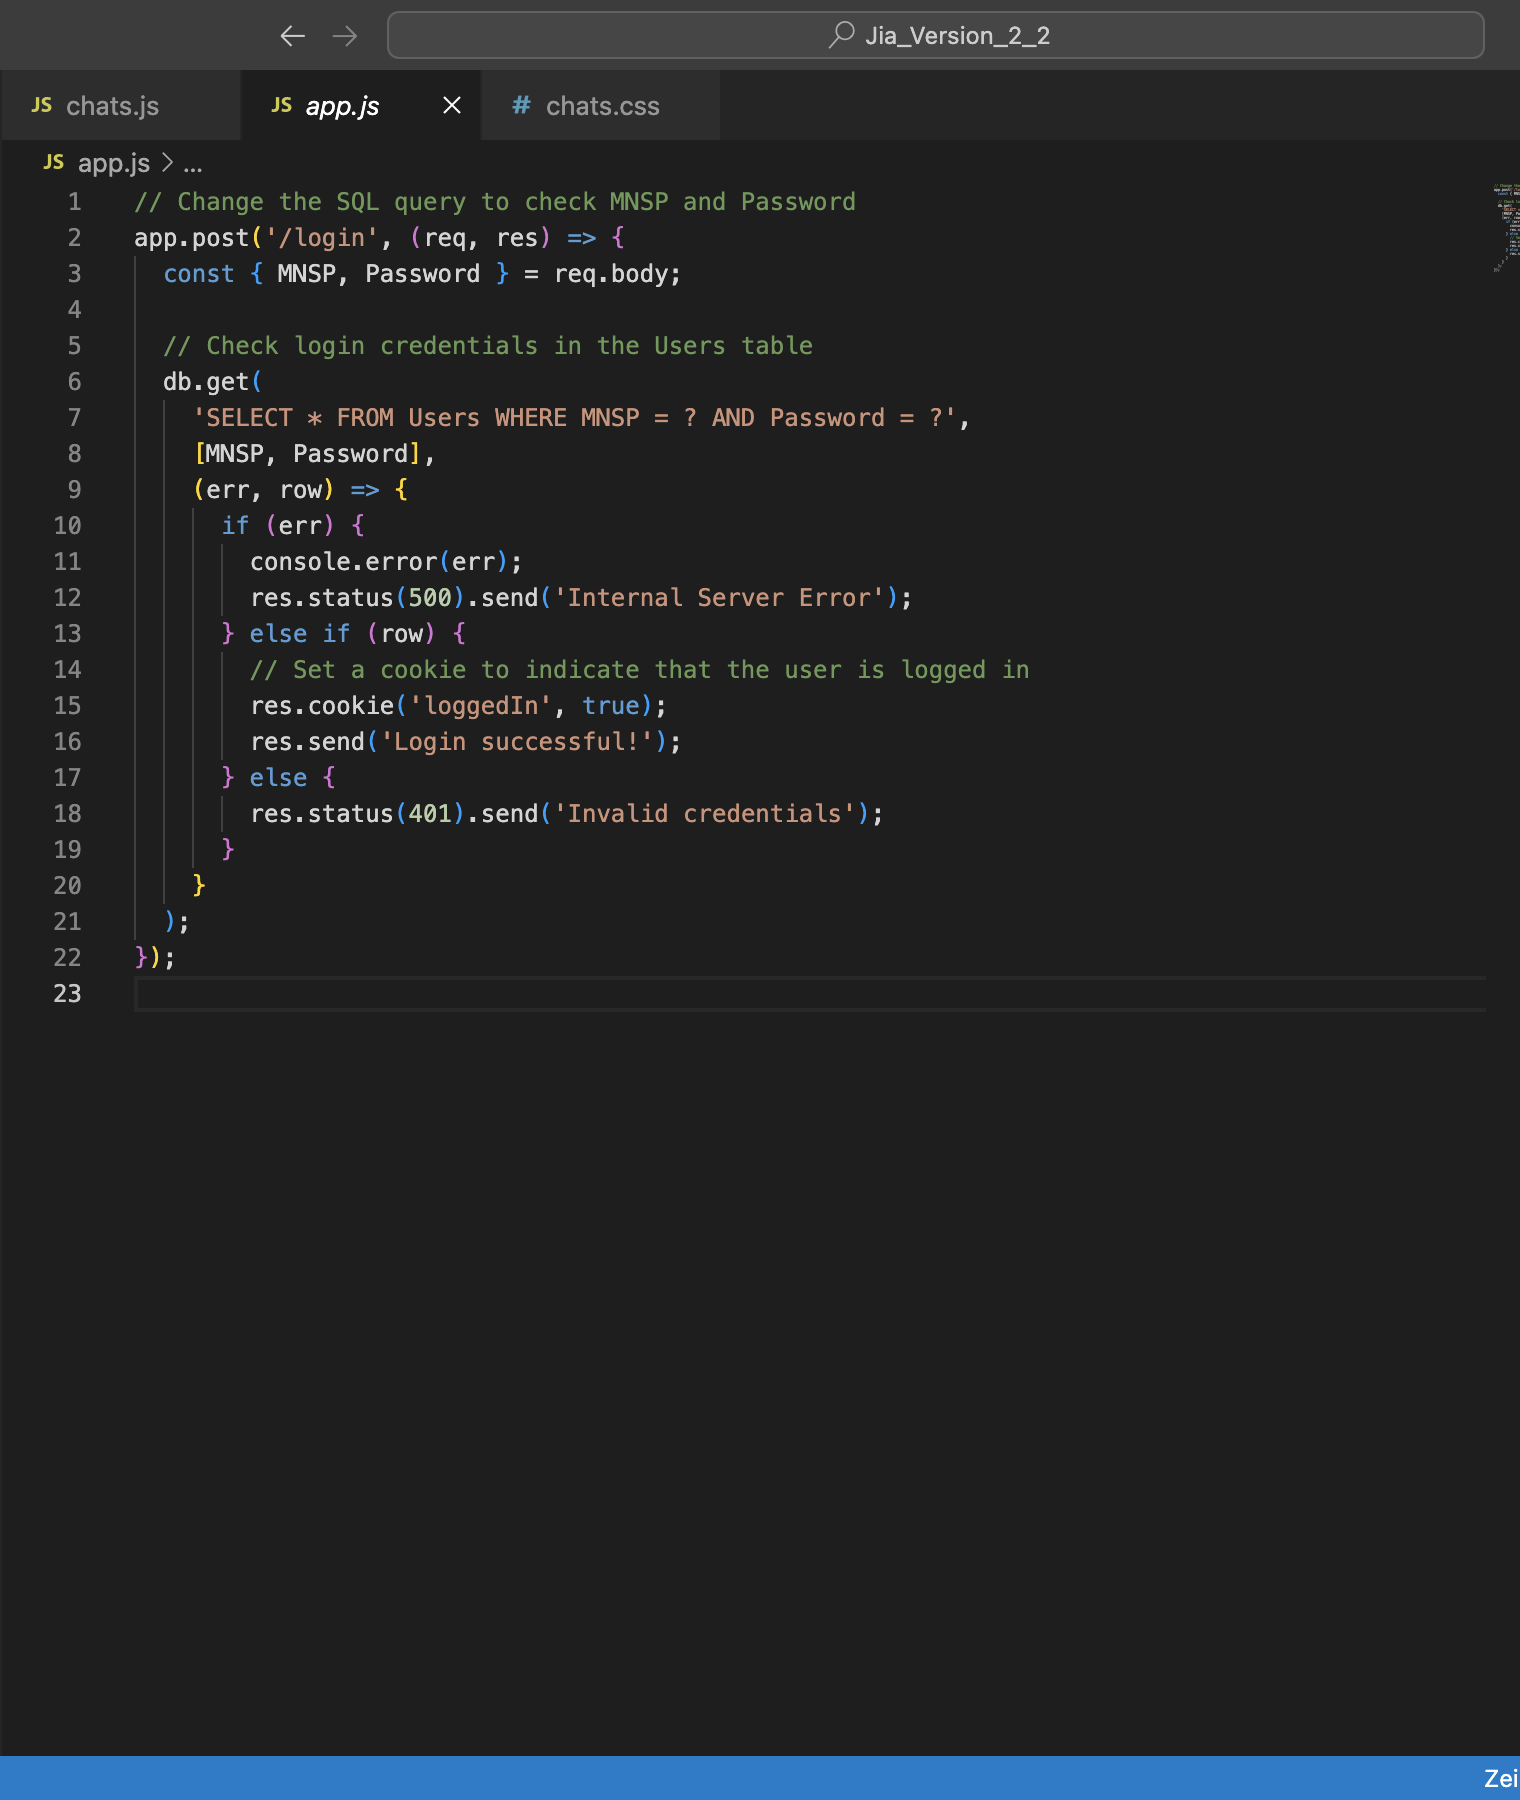 Jia_Version_2_2
JS chats.js
JS app.js
# chats.css
JS app.js > ...
1 // Change the SQL query to check MNSP and Password
2 app.post('/login', (req, res) => {
3   const { MNSP, Password } = req.body;
4
5   // Check login credentials in the Users table
6   db.get(
7     'SELECT * FROM Users WHERE MNSP = ? AND Password = ?',
8     [MNSP, Password],
9     (err, row) => {
10       if (err) {
11         console.error(err);
12         res.status(500).send('Internal Server Error');
13       } else if (row) {
14         // Set a cookie to indicate that the user is logged in
15         res.cookie('loggedIn', true);
16         res.send('Login successful!');
17       } else {
18         res.status(401).send('Invalid credentials');
19       }
20     }
21   );
22 });
23
Zei